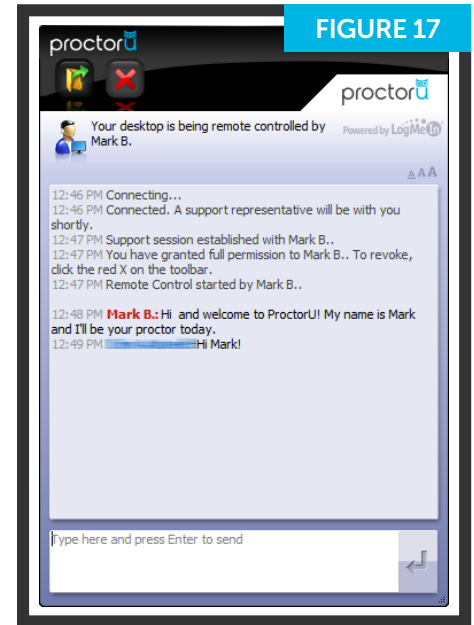 FIGURE 17
proctorU
proctorU
Your desktop is being remote controlled by
Mark B.
Powered by LogMeIn
A A A
12:46 PM Connecting...
12:46 PM Connected. A support representative will be with you
shortly.
12:47 PM Support session established with Mark B..
12:47 PM You have granted full permission to Mark B.. To revoke,
click the red X on the toolbar.
12:47 PM Remote Control started by Mark B..
12:48 PM Mark B.: Hi and welcome to ProctorU! My name is Mark
and I'll be your proctor today.
12:49 PM Hi Mark!
Type here and press Enter to send